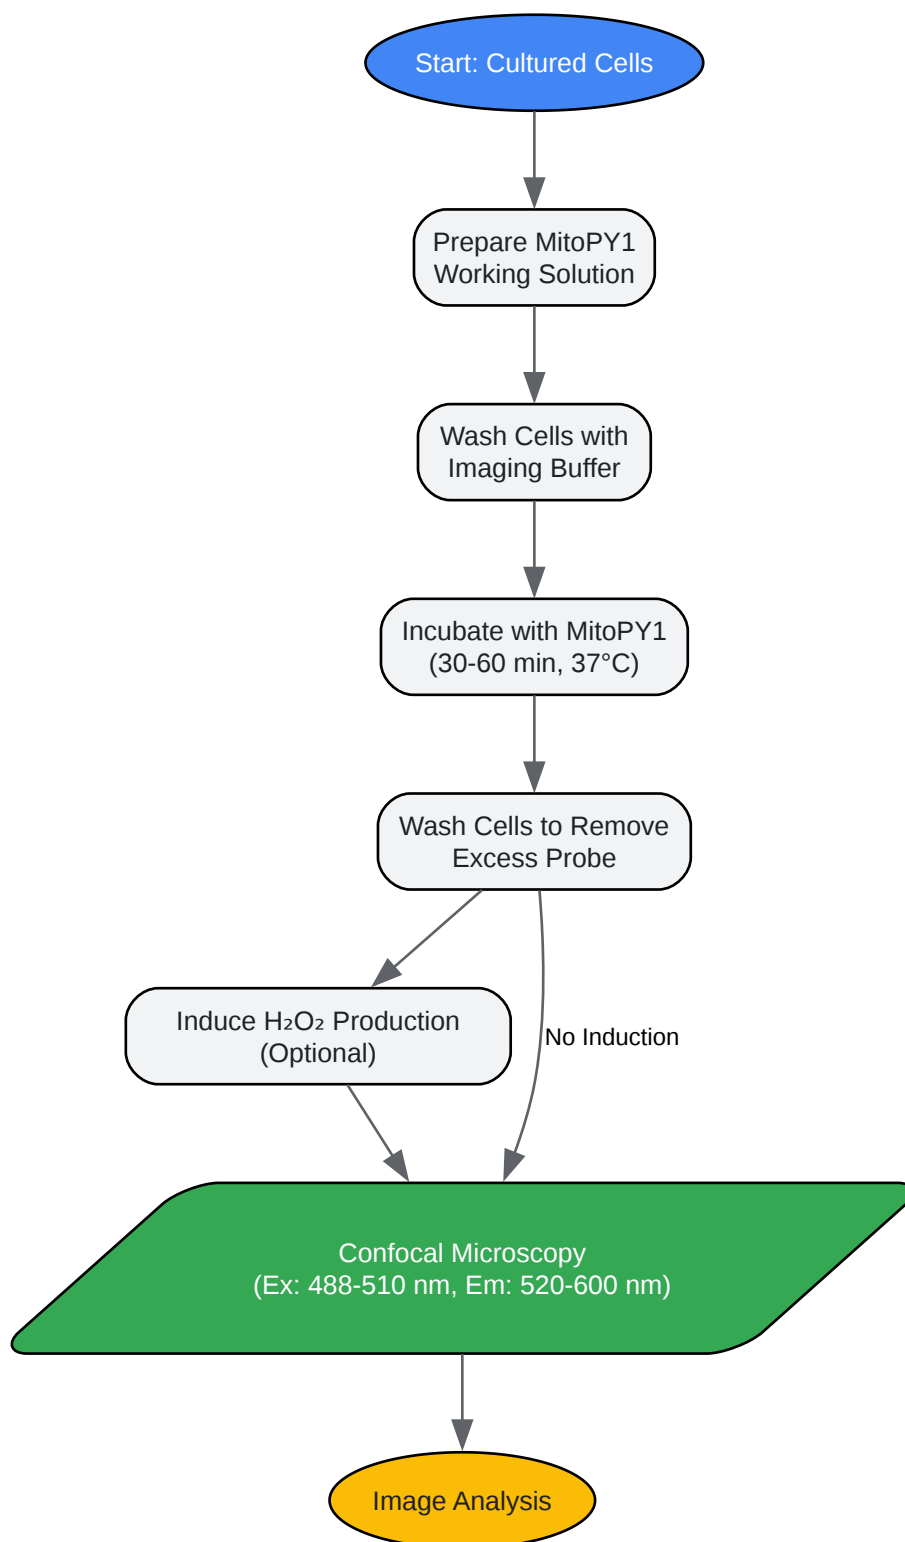 Start: Cultured Cells
Prepare MitoPY1
Working Solution
Wash Cells with
Imaging Buffer
Incubate with MitoPY1
(30-60 min, 37°C)
Wash Cells to Remove
Excess Probe
Induce H₂O₂ Production
(Optional)
No Induction
Confocal Microscopy
(Ex: 488-510 nm, Em: 520-600 nm)
Image Analysis